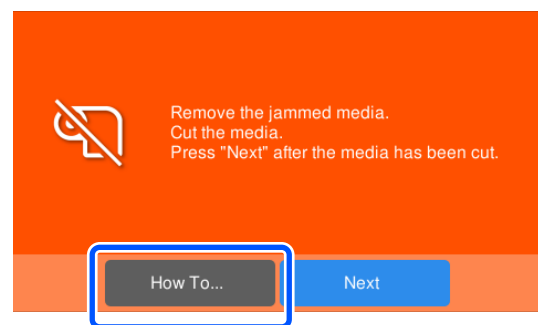 Remove the jammed media.
Cut the media.
Press "Next" after the media has been cut.
How To...
Next